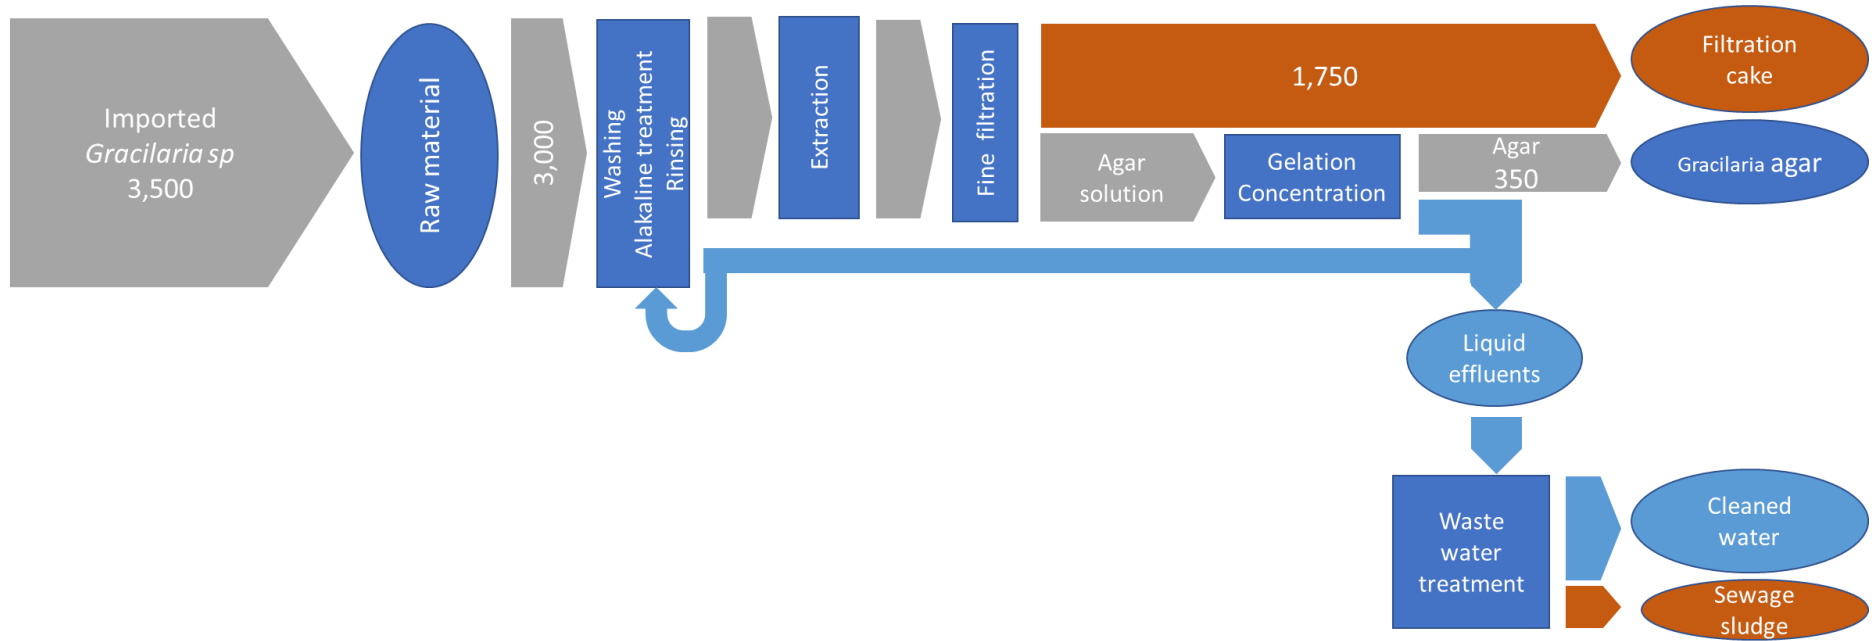 Imported
Gracilaria sp
3,500
Raw material
3,000
Washing
Alakaline treatment
Rinsing
Extraction
Fine filtration
1,750
Filtration
cake
Agar
solution
Gelation
Concentration
Agar
350
Gracilaria agar
Liquid
effluents
Waste
water
treatment
Cleaned
water
Sewage
sludge